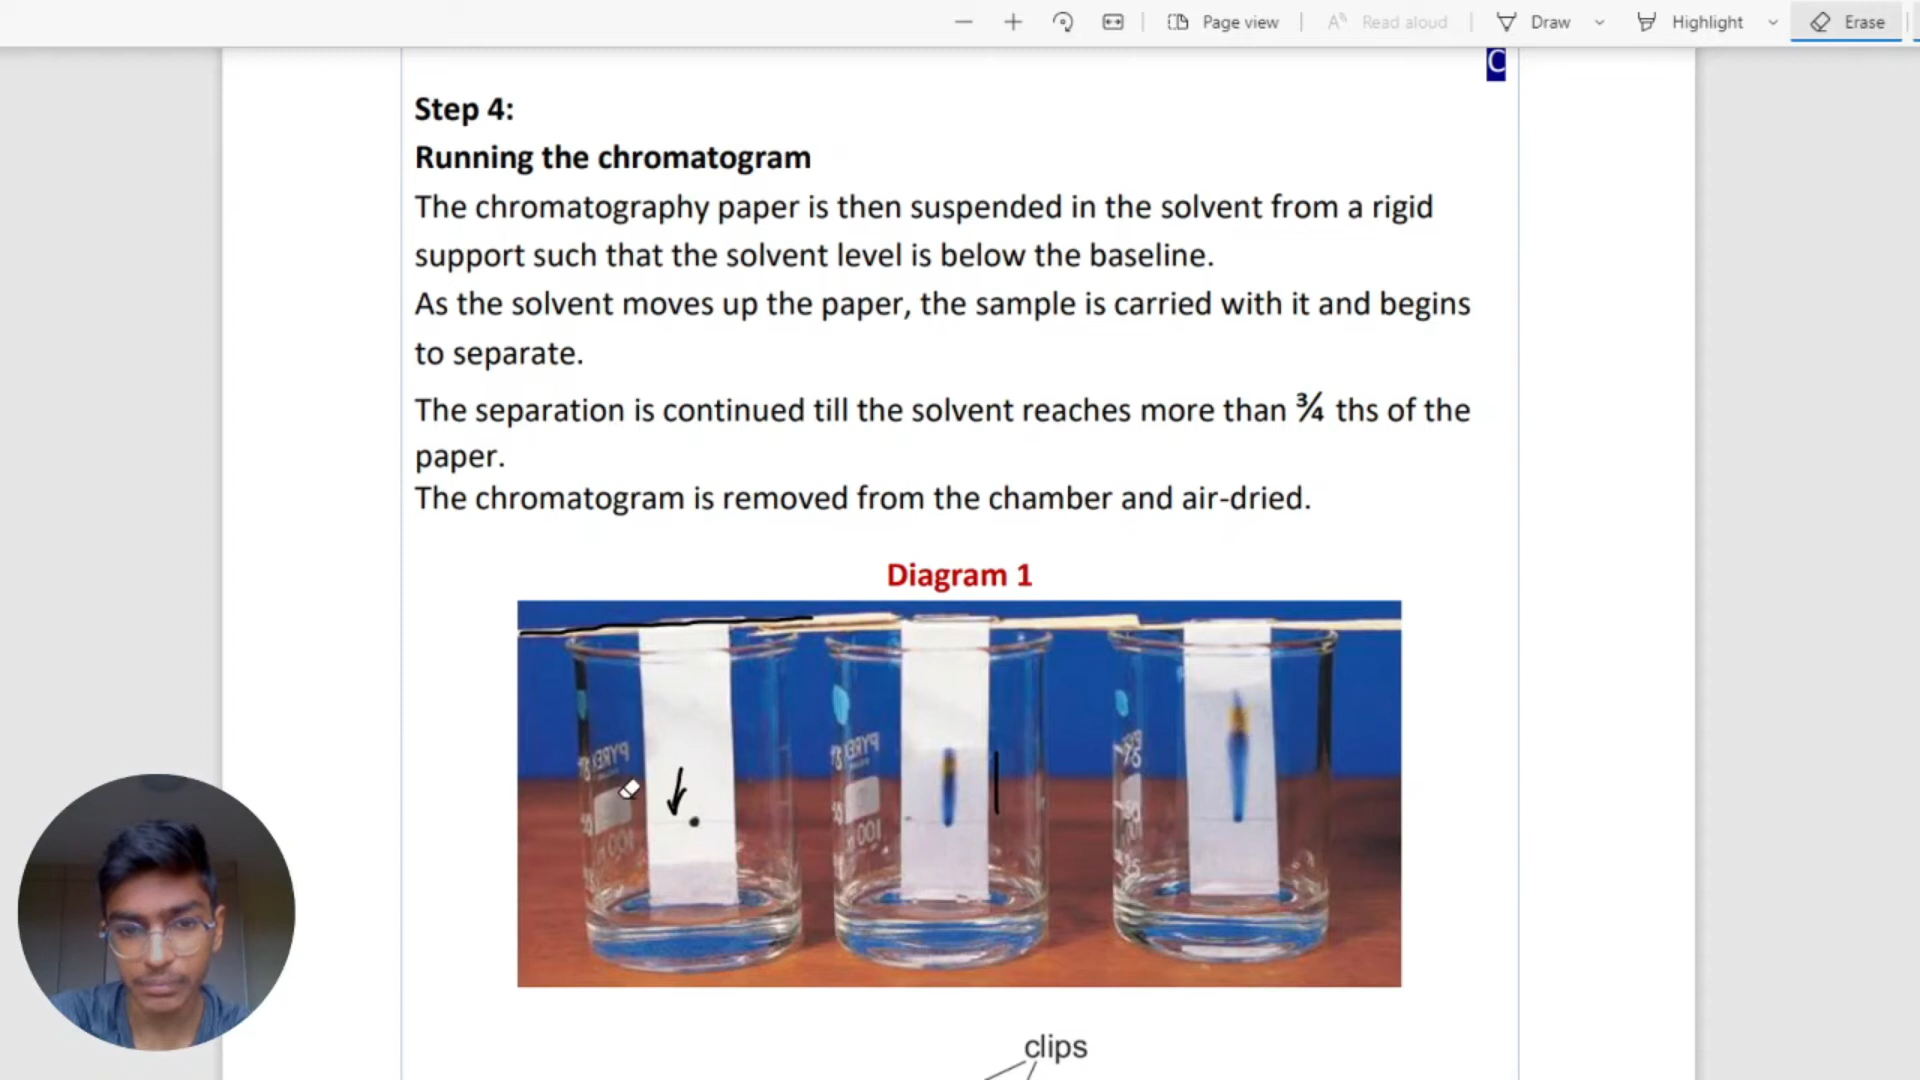 Page view
Read aloud
Draw
Highlight
Erase
C
Step 4:
Running the chromatogram
The chromatography paper is then suspended in the solvent from a rigid
support such that the solvent level is below the baseline.
As the solvent moves up the paper, the sample is carried with it and begins
to separate.
The separation is continued till the solvent reaches more than ¾ ths of the
paper.
The chromatogram is removed from the chamber and air-dried.
Diagram 1
PYREX
PYREX
100
100
clips